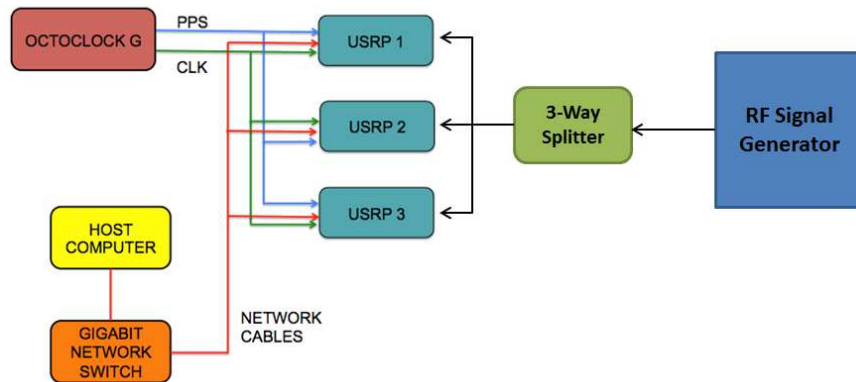 PPS
OCTOCLOCK G
CLK
USRP 1
USRP 2
USRP 3
3-Way
Splitter
RF Signal
Generator
HOST
COMPUTER
GIGABIT
NETWORK
SWITCH
NETWORK
CABLES